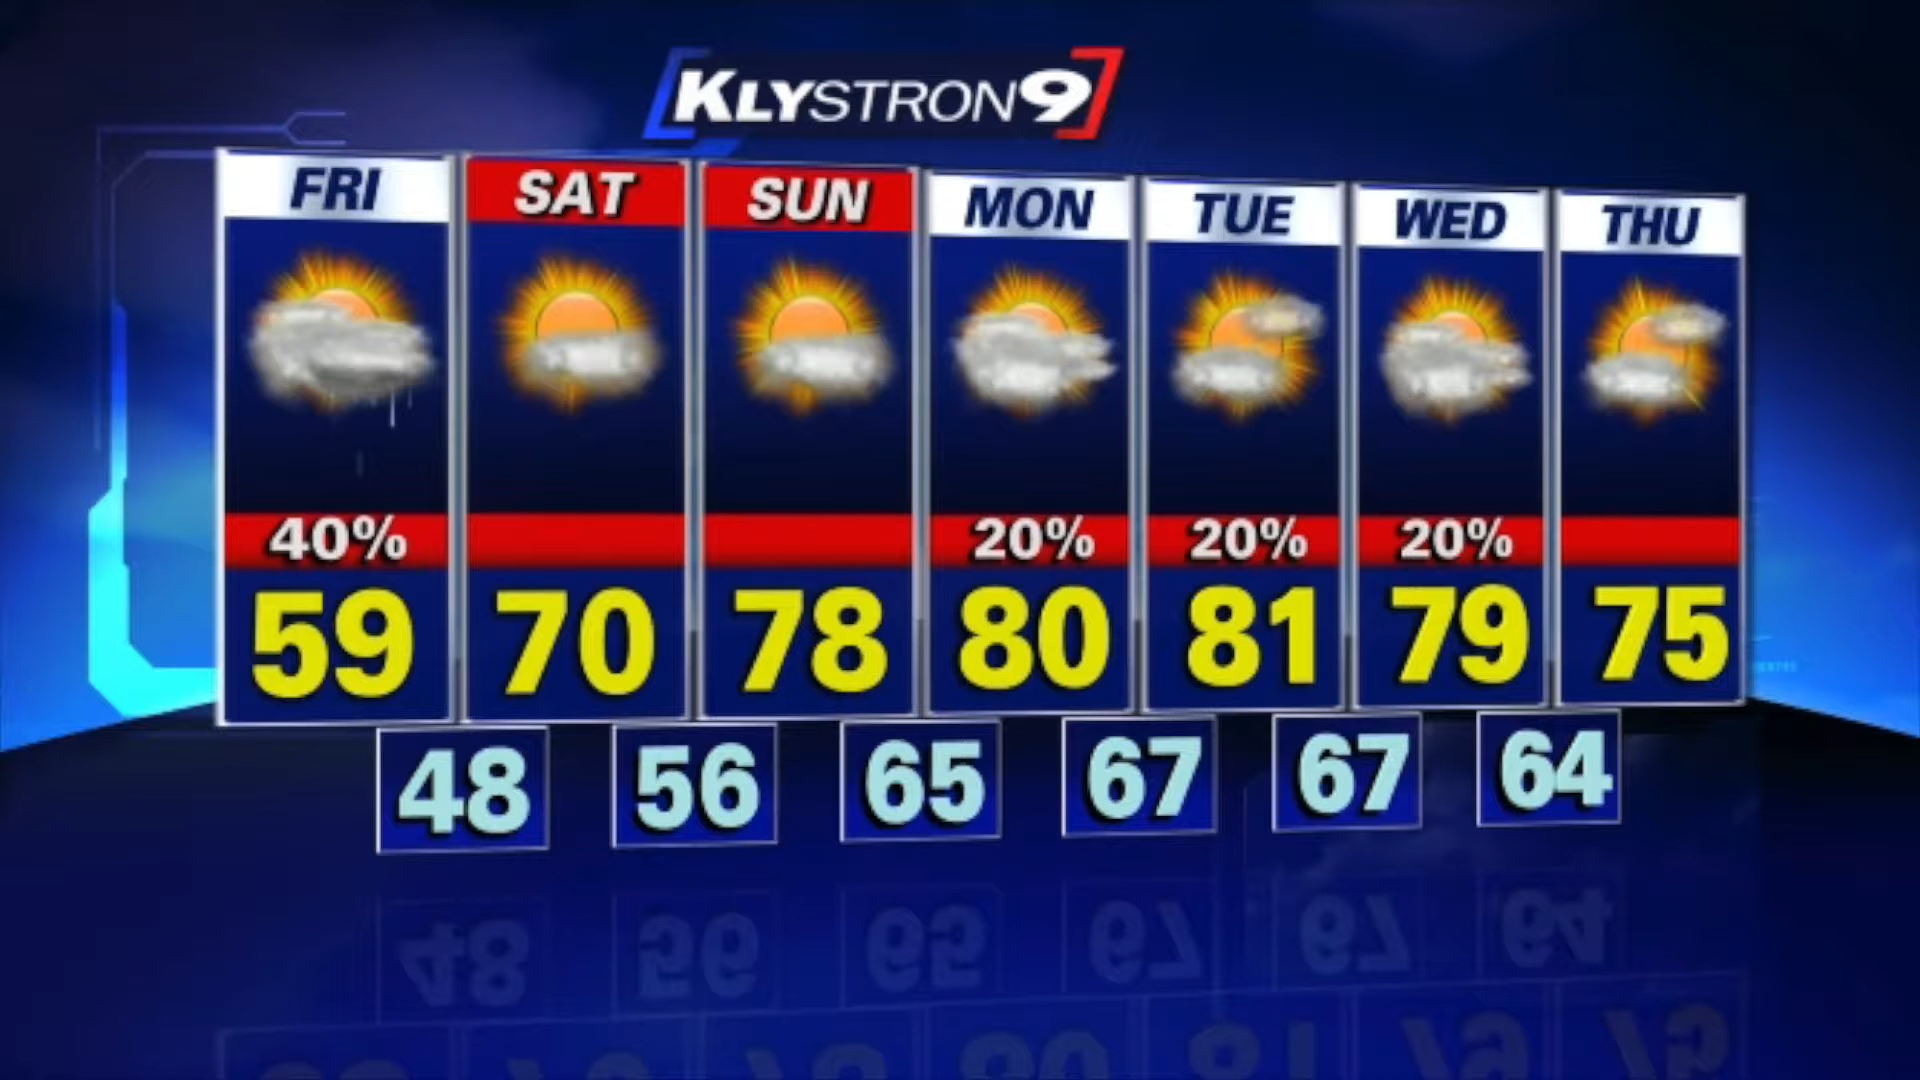 KLYSTRON9
FRI SAT SUN MON TUE WED THU
40% 20% 20% 20%
59 70 78 80 81 79 75
48 56 65 67 67 64